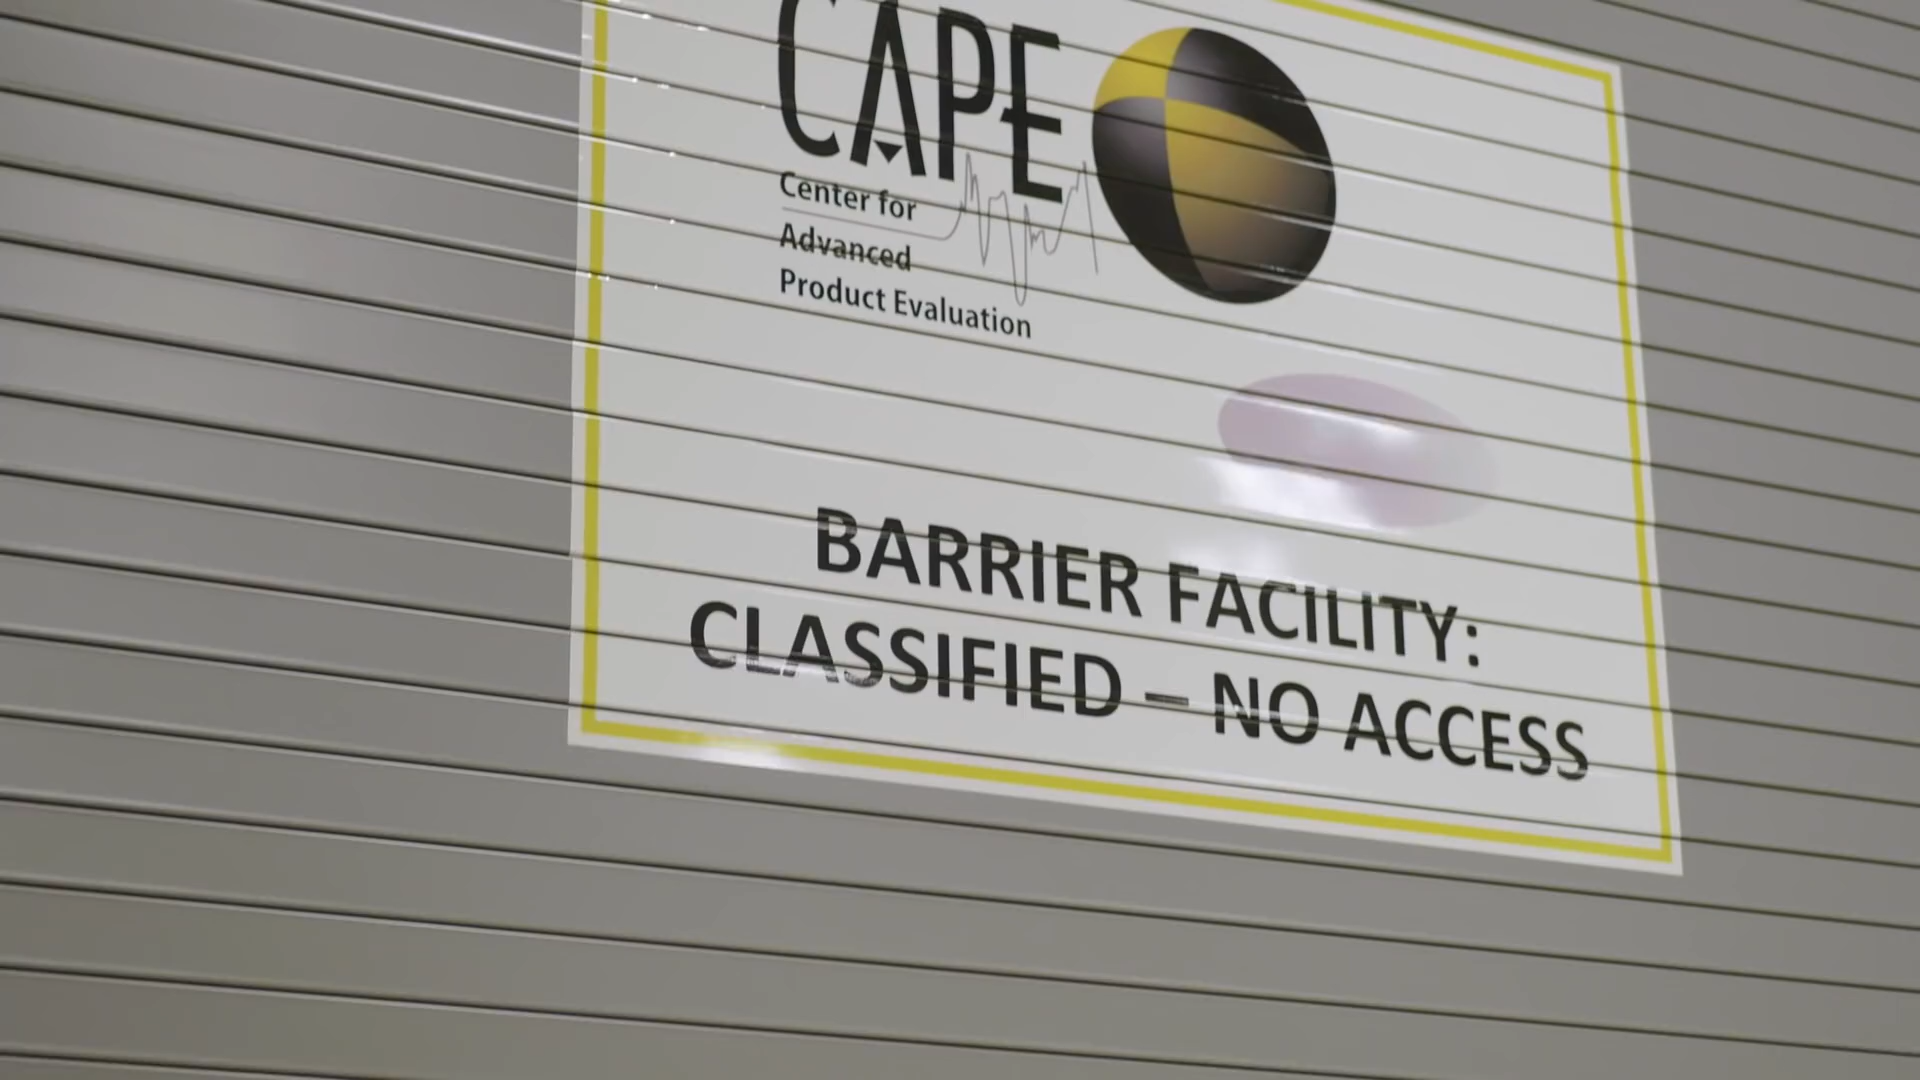 CAPE
Center for
Advanced
Product Evaluation
BARRIER FACILITY:
CLASSIFIED – NO ACCESS